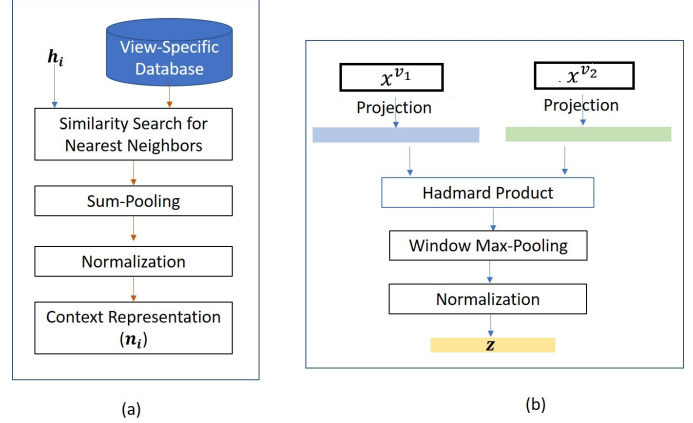 h_i
View-Specific
Database
Similarity Search for
Nearest Neighbors
Sum-Pooling
Normalization
Context Representation
(n_i)
(a)
x^{v_1}
x^{v_2}
Projection
Projection
Hadmard Product
Window Max-Pooling
Normalization
z
(b)